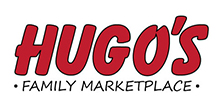 HUGO'S
• FAMILY MARKETPLACE •